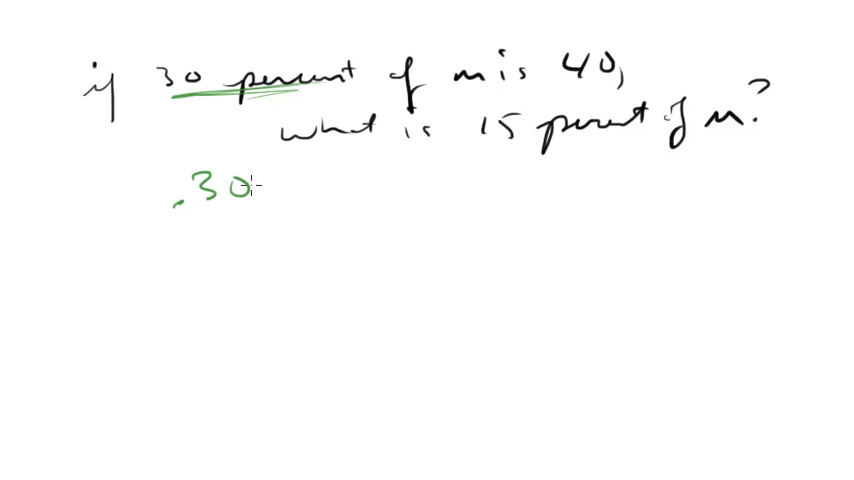 if 30 percent of m is 40,
what is 15 percent of m?
.30